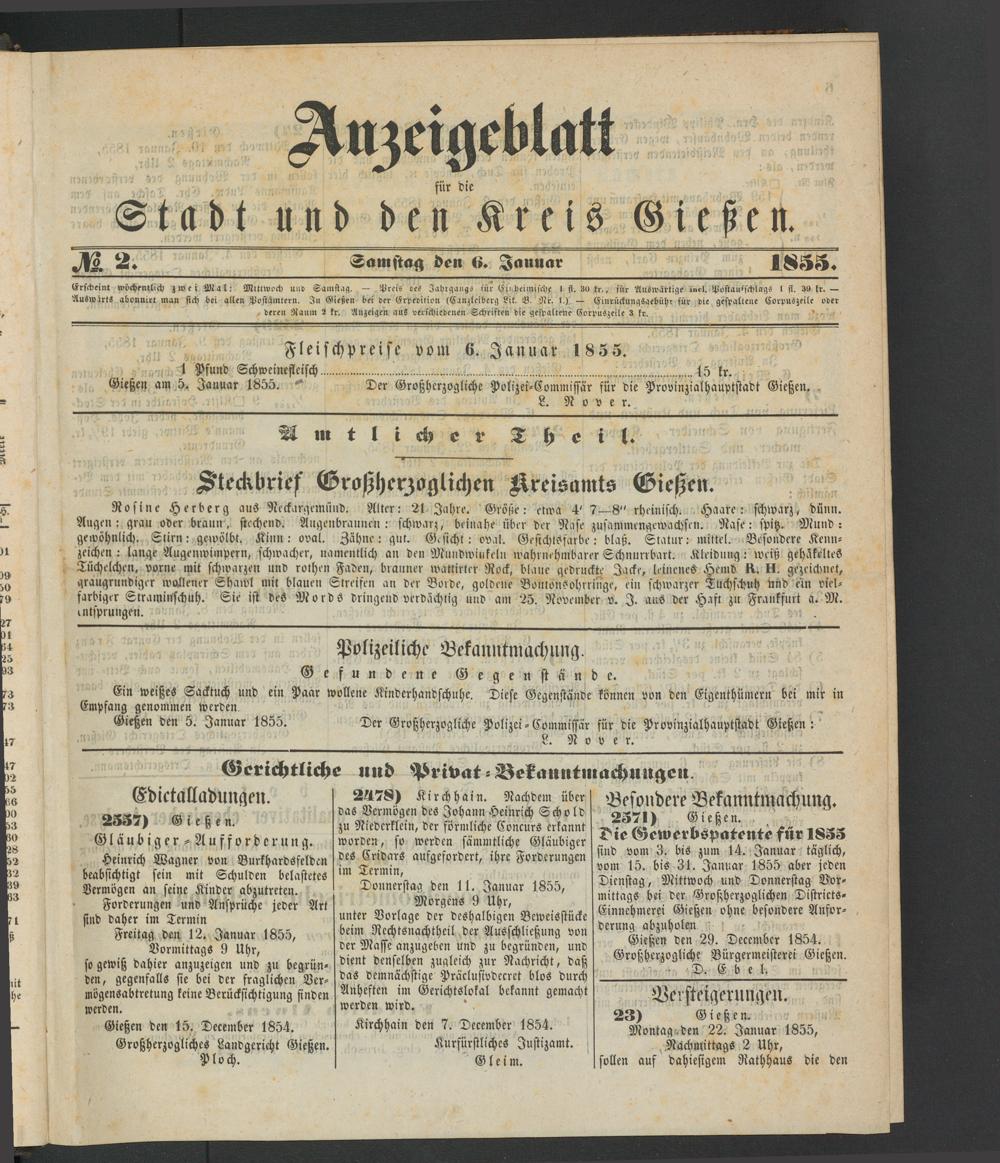 Anzeigeblatt
für die
Stadt und den Kreis Gießen.
№ 2. Samstag den 6. Januar 1855.
Erscheint wöchentlich zwei Mal: Mittwoch und Samstag. — Preis des Jahrgangs für Einheimische 1 fl. 30 kr., für Auswärtige incl. Postaufschlags 1 fl. 39 kr. —
Auswärts abonnirt man sich bei allen Postämtern. In Gießen bei der Expedition (Canzleiberg Lit. B. Nr. 1.) — Einrückungsgebühr für die gespaltene Corpuszeile oder
deren Raum 2 kr. Anzeigen aus verschiedenen Schriften die gespaltene Corpuszeile 3 kr.
Fleischpreise vom 6. Januar 1855.
1 Pfund Schweinefleisch 15 kr.
Gießen am 5. Januar 1855. Der Großherzogliche Polizei-Commissär für die Provinzialhauptstadt Gießen.
L. Nover.
Amtlicher Theil.
Steckbrief Großherzoglichen Kreisamts Gießen.
Rosine Herberg aus Neckargemünd. Alter: 21 Jahre. Größe: etwa 4' 7—8" rheinisch. Haare: schwarz, dünn.
Augen: grau oder braun, stechend. Augenbraunen: schwarz, beinahe über der Nase zusammengewachsen. Nase: spitz. Mund:
gewöhnlich. Stirn: gewölbt. Kinn: oval. Zähne: gut. Gesicht: oval. Gesichtsfarbe: blaß. Statur: mittel. Besondere Kenn-
zeichen: lange Augenwimpern, schwacher, namentlich an den Mundwinkeln wahrnehmbarer Schnurrbart. Kleidung: weiß gehäkeltes
Tüchelchen, vorne mit schwarzen und rothen Faden, brauner wattirter Rock, blaue gedruckte Jacke, leinenes Hemd R. H. gezeichnet,
graugrundiger wollener Shawl mit blauen Streifen an der Borde, goldene Boutonsohrringe, ein schwarzer Tuchschuh und ein viel-
farbiger Straminschuh. Sie ist des Mords dringend verdächtig und am 25. November v. J. aus der Haft zu Frankfurt a. M.
entsprungen.
Polizeiliche Bekanntmachung.
Gefundene Gegenstände.
Ein weißes Sacktuch und ein Paar wollene Kinderhandschuhe. Diese Gegenstände können von den Eigenthümern bei mir in
Empfang genommen werden
Gießen den 5. Januar 1855. Der Großherzogliche Polizei-Commissär für die Provinzialhauptstadt Gießen:
L. Nover.
Gerichtliche und Privat-Bekanntmachungen.
Edictalladungen.
2557) Gießen.
Gläubiger-Aufforderung.
Heinrich Wagner von Burkhardsfelden
beabsichtigt sein mit Schulden belastetes
Vermögen an seine Kinder abzutreten.
Forderungen und Ansprüche jeder Art
sind daher im Termin
Freitag den 12. Januar 1855,
Vormittags 9 Uhr,
so gewiß dahier anzuzeigen und zu begrün-
den, gegenfalls sie bei der fraglichen Ver-
mögensabtretung keine Berücksichtigung finden
werden.
Gießen den 15. December 1854.
Großherzogliches Landgericht Gießen.
Ploch.
2478) Kirchhain. Nachdem über
das Vermögen des Johann Heinrich Schold
zu Niederklein, der förmliche Concurs erkannt
worden, so werden sämmtliche Gläubiger
des Cridars aufgefordert, ihre Forderungen
im Termin,
Donnerstag den 11. Januar 1855,
Morgens 9 Uhr,
unter Vorlage der deshalbigen Beweisstücke
beim Rechtsnachtheil der Ausschließung von
der Masse anzugeben und zu begründen, und
dient denselben zugleich zur Nachricht, daß
das demnächstige Präclusivdecret blos durch
Anheften im Gerichtslokal bekannt gemacht
werden wird.
Kirchhain den 7. December 1854.
Kurfürstliches Justizamt.
Gleim.
Besondere Bekanntmachung.
2571) Gießen.
Die Gewerbspatente für 1855
sind vom 3. bis zum 14. Januar täglich,
vom 15. bis 31. Januar 1855 aber jeden
Dienstag, Mittwoch und Donnerstag Vor-
mittags bei der Großherzoglichen Districts-
Einnehmerei Gießen ohne besondere Anfor-
derung abzuholen
Gießen den 29. December 1854.
Großherzogliche Bürgermeisterei Gießen.
D. Ebel.
Versteigerungen.
23) Gießen.
Montag den 22. Januar 1855,
Nachmittags 2 Uhr,
sollen auf dahiesigem Rathhaus die den